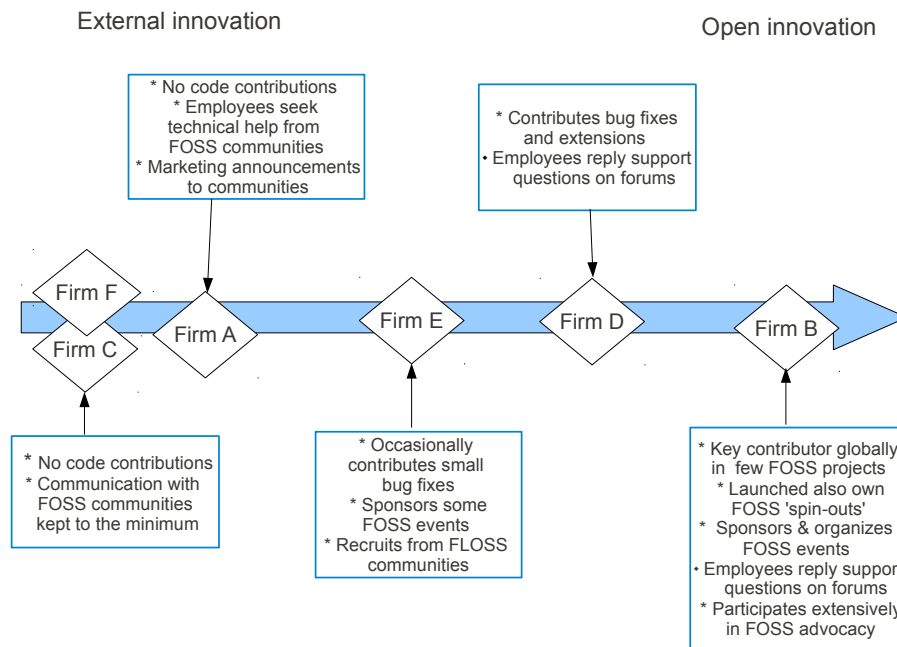 External innovation
Open innovation
* No code contributions
* Employees seek
technical help from
FOSS communities
* Marketing announcements
to communities
* Contributes bug fixes
and extensions
• Employees reply support
questions on forums
Firm F
Firm C
Firm A
Firm E
Firm D
Firm B
* No code contributions
* Communication with
FOSS communities
kept to the minimum
* Occasionally
contributes small
bug fixes
* Sponsors some
FOSS events
* Recruits from FLOSS
communities
* Key contributor globally
in few FOSS projects
* Launched also own
FOSS 'spin-outs'
* Sponsors & organizes
FOSS events
• Employees reply support
questions on forums
* Participates extensively
in FOSS advocacy